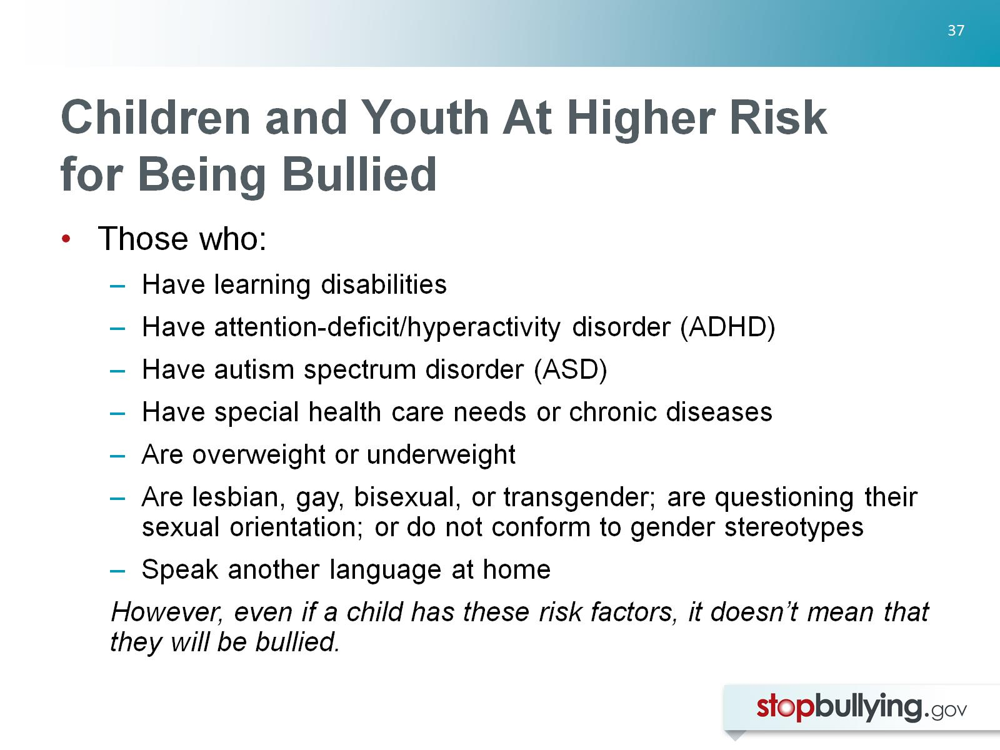 37
Children and Youth At Higher Risk
for Being Bullied
• Those who:
– Have learning disabilities
– Have attention-deficit/hyperactivity disorder (ADHD)
– Have autism spectrum disorder (ASD)
– Have special health care needs or chronic diseases
– Are overweight or underweight
– Are lesbian, gay, bisexual, or transgender; are questioning their
sexual orientation; or do not conform to gender stereotypes
– Speak another language at home
However, even if a child has these risk factors, it doesn’t mean that
they will be bullied.
stopbullying.gov